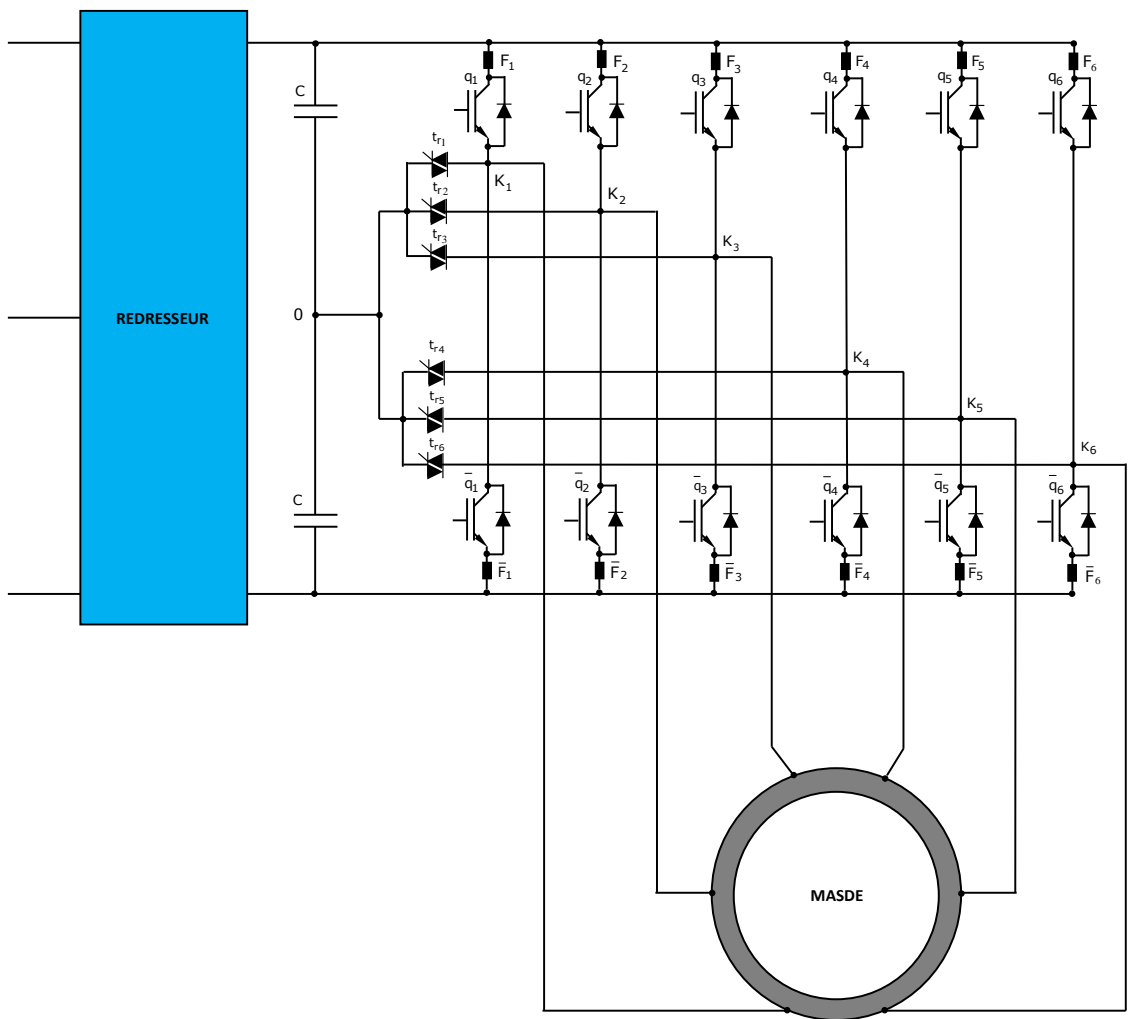 F₁ F₂ F₃ F₄ F₅ F₆
q₁ q₂ q₃ q₄ q₅ q₆
C
tᵣ₁
K₁
tᵣ₂
K₂
tᵣ₃
K₃
0
REDRESSEUR
tᵣ₄
K₄
tᵣ₅
K₅
tᵣ₆
K₆
C
q̅₁ q̅₂ q̅₃ q̅₄ q̅₅ q̅₆
F̅₁ F̅₂ F̅₃ F̅₄ F̅₅ F̅₆
MASDE